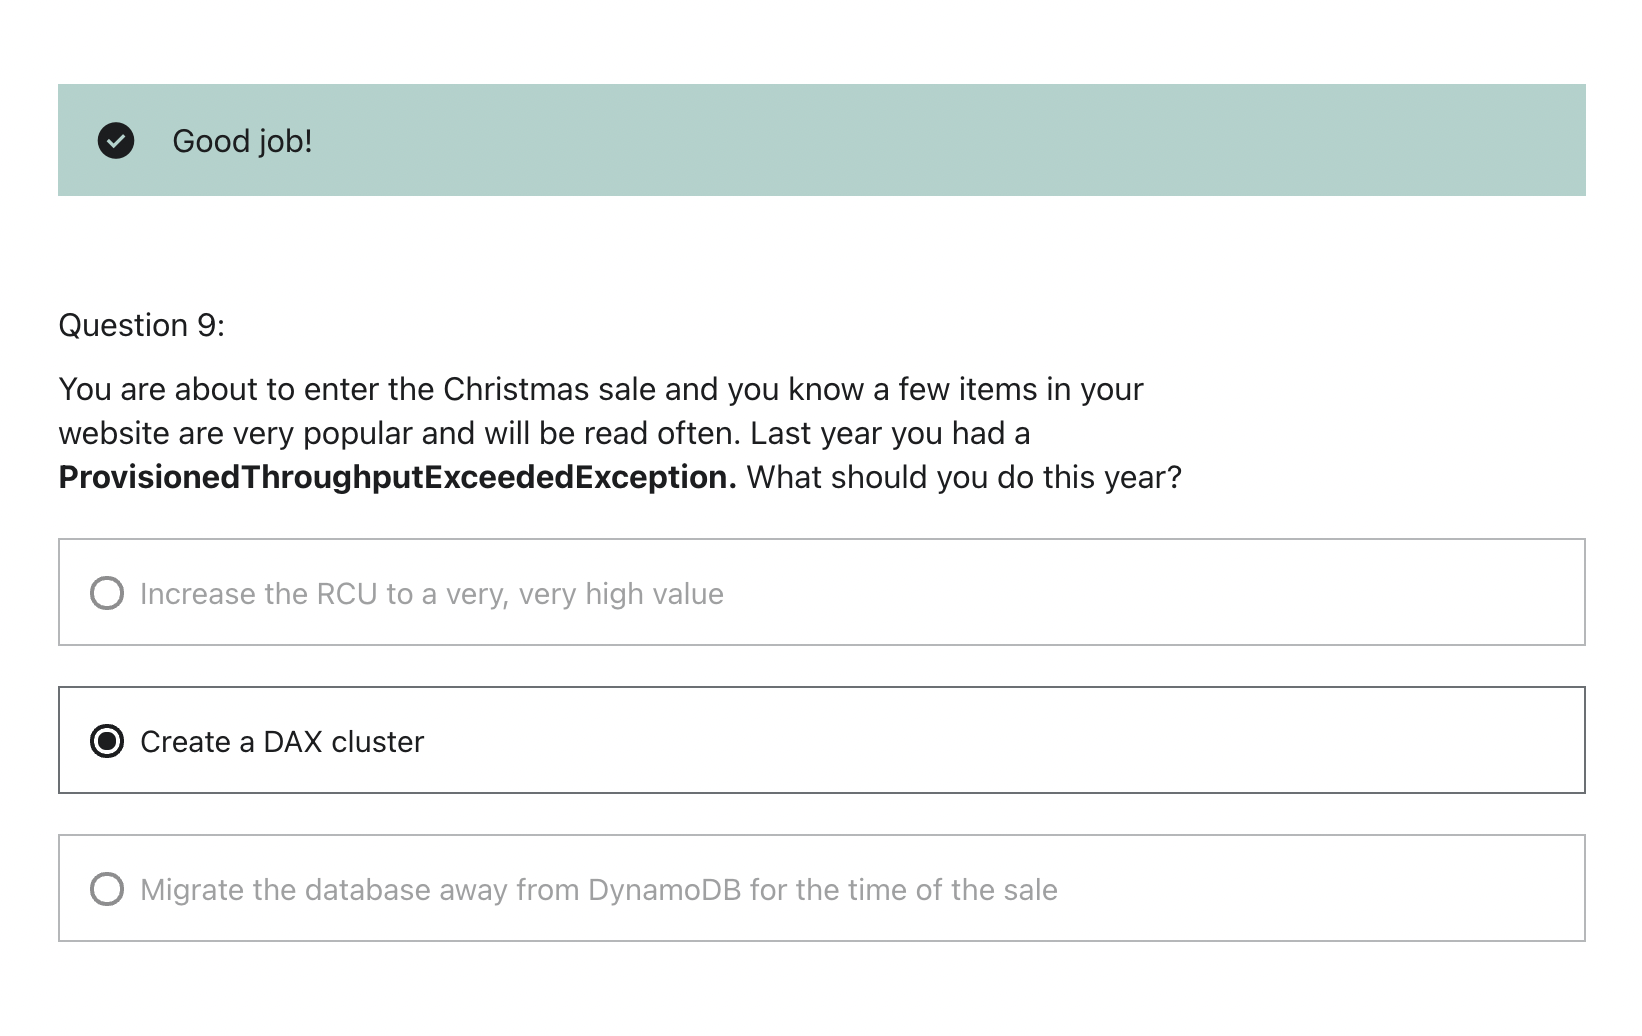 Good job!
Question 9:
You are about to enter the Christmas sale and you know a few items in your
website are very popular and will be read often. Last year you had a
ProvisionedThroughputExceededException. What should you do this year?
Increase the RCU to a very, very high value
Create a DAX cluster
Migrate the database away from DynamoDB for the time of the sale